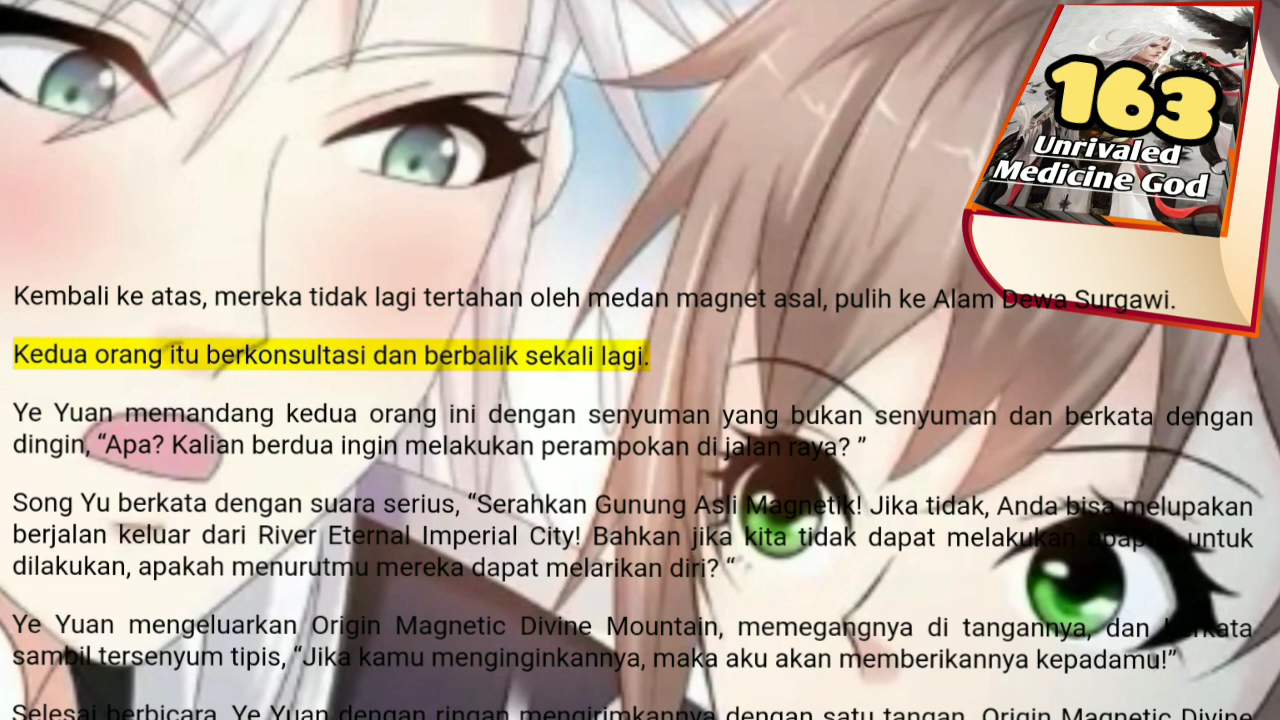 163
Unrivaled
Medicine God
Kembali ke atas, mereka tidak lagi tertahan oleh medan magnet asal, pulih ke Alam Dewa Surgawi.
Kedua orang itu berkonsultasi dan berbalik sekali lagi.
Ye Yuan memandang kedua orang ini dengan senyuman yang bukan senyuman dan berkata dengan
dingin, “Apa? Kalian berdua ingin melakukan perampokan di jalan raya? ”
Song Yu berkata dengan suara serius, “Serahkan Gunung Asli Magnetik! Jika tidak, Anda bisa melupakan
berjalan keluar dari River Eternal Imperial City! Bahkan jika kita tidak dapat melakukan apapun untuk
dilakukan, apakah menurutmu mereka dapat melarikan diri? “
Ye Yuan mengeluarkan Origin Magnetic Divine Mountain, memegangnya di tangannya, dan berkata
sambil tersenyum tipis, “Jika kamu menginginkannya, maka aku akan memberikannya kepadamu!”
Selesai berbicara, Ye Yuan dengan ringan mengirimkannya dengan satu tangan. Origin Magnetic Divine